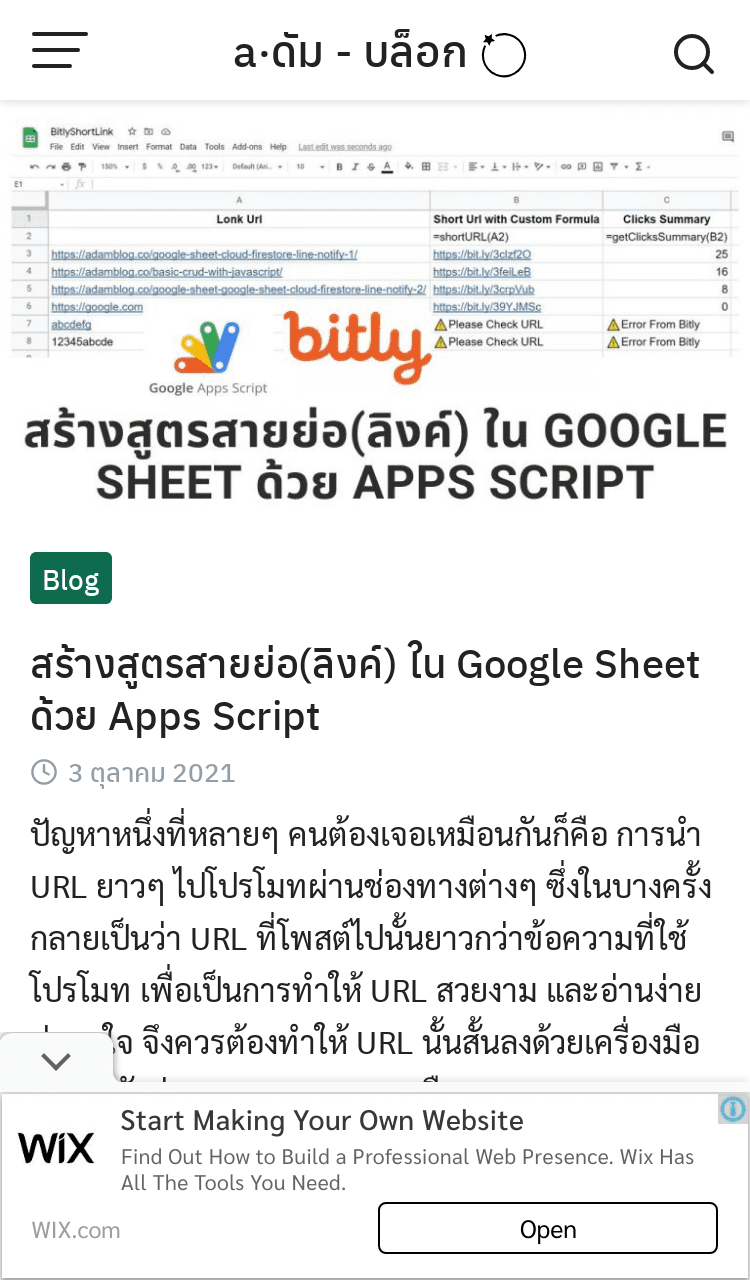 a·ดัม - บล็อก
BitlyShortLink
File Edit View Insert Format Data Tools Add-ons Help Last edit was seconds ago
150% $ % .0 .00 123 Default (Ari... 10 B I S A
E1 fx
A B C
1 Lonk Url Short Url with Custom Formula Clicks Summary
2 =shortURL(A2) =getClicksSummary(B2)
3 https://adamblog.co/google-sheet-cloud-firestore-line-notify-1/ https://bit.ly/3clzf2O 25
4 https://adamblog.co/basic-crud-with-javascript/ https://bit.ly/3feiLeB 16
5 https://adamblog.co/google-sheet-google-sheet-cloud-firestore-line-notify-2/ https://bit.ly/3crpVub 8
6 https://google.com https://bit.ly/39YJMSc 0
7 abcdefg Please Check URL Error From Bitly
8 12345abcde Please Check URL Error From Bitly
bitly
Google Apps Script
สร้างสูตรสายย่อ(ลิงค์) ใน GOOGLE
SHEET ด้วย APPS SCRIPT
Blog
สร้างสูตรสายย่อ(ลิงค์) ใน Google Sheet
ด้วย Apps Script
3 ตุลาคม 2021
ปัญหาหนึ่งที่หลายๆ คนต้องเจอเหมือนกันก็คือ การนำ
URL ยาวๆ ไปโปรโมทผ่านช่องทางต่างๆ ซึ่งในบางครั้ง
กลายเป็นว่า URL ที่โพสต์ไปนั้นยาวกว่าข้อความที่ใช้
โปรโมท เพื่อเป็นการทำให้ URL สวยงาม และอ่านง่าย
จึงควรต้องทำให้ URL นั้นสั้นลงด้วยเครื่องมือ
WiX
Start Making Your Own Website
Find Out How to Build a Professional Web Presence. Wix Has
All The Tools You Need.
WIX.com
Open